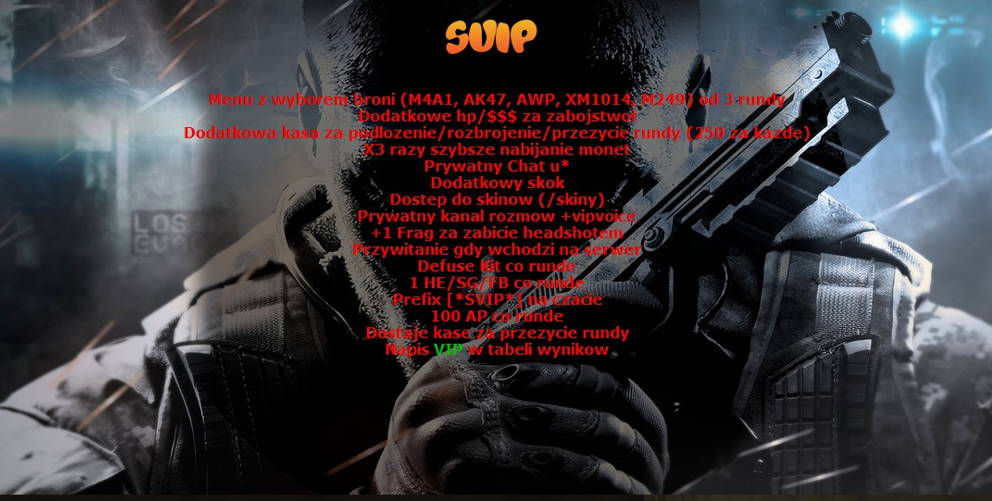 SVIP
Menu z wyborem broni (M4A1, AK47, AWP, XM1014, M249) od 3 rundy
Dodatkowe hp/$$$ za zabojstwo!
Dodatkowa kasa za podlozenie/rozbrojenie/przezycie rundy (250 za kazde)
X3 razy szybsze nabijanie monet
Prywatny Chat u*
Dodatkowy skok
Dostep do skinow (/skiny)
Prywatny kanal rozmow +vipvoice
+1 Frag za zabicie headshotem
Przywitanie gdy wchodzi na serwer
Defuse Kit co runde
1 HE/SG/FB co runde
Prefix [*SVIP*] na czacie
100 AP co runde
Dostaje kase za przezycie rundy
Napis VIP w tabeli wynikow
LOS